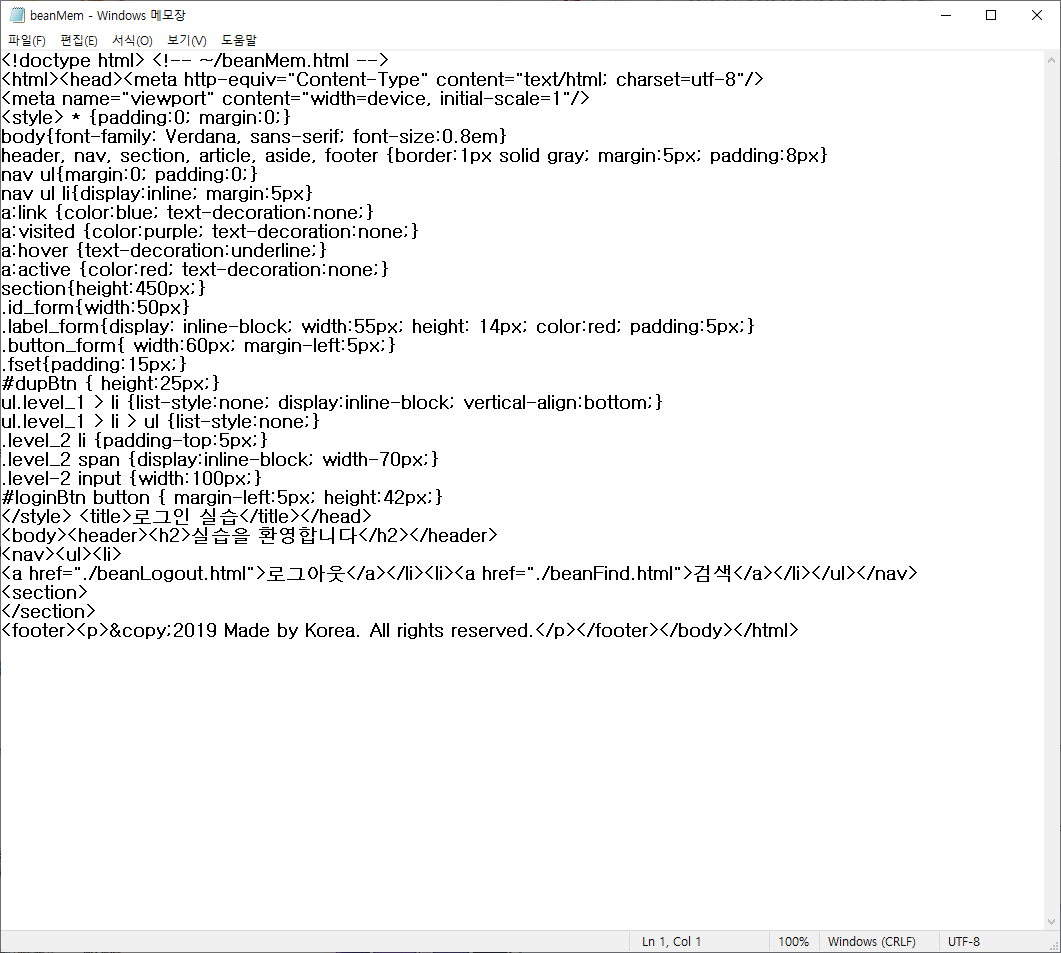 beanMem - Windows 메모장
파일(F) 편집(E) 서식(O) 보기(V) 도움말
<!doctype html> <!-- ~/beanMem.html -->
<html><head><meta http-equiv="Content-Type" content="text/html; charset=utf-8"/>
<meta name="viewport" content="width=device, initial-scale=1"/>
<style> * {padding:0; margin:0;}
body{font-family: Verdana, sans-serif; font-size:0.8em}
header, nav, section, article, aside, footer {border:1px solid gray; margin:5px; padding:8px}
nav ul{margin:0; padding:0;}
nav ul li{display:inline; margin:5px}
a:link {color:blue; text-decoration:none;}
a:visited {color:purple; text-decoration:none;}
a:hover {text-decoration:underline;}
a:active {color:red; text-decoration:none;}
section{height:450px;}
.id_form{width:50px}
.label_form{display: inline-block; width:55px; height: 14px; color:red; padding:5px;}
.button_form{ width:60px; margin-left:5px;}
.fset{padding:15px;}
#dupBtn { height:25px;}
ul.level_1 > li {list-style:none; display:inline-block; vertical-align:bottom;}
ul.level_1 > li > ul {list-style:none;}
.level_2 li {padding-top:5px;}
.level_2 span {display:inline-block; width-70px;}
.level-2 input {width:100px;}
#loginBtn button { margin-left:5px; height:42px;}
</style> <title>로그인 실습</title></head>
<body><header><h2>실습을 환영합니다</h2></header>
<nav><ul><li>
<a href="./beanLogout.html">로그아웃</a></li><li><a href="./beanFind.html">검색</a></li></ul></nav>
<section>
</section>
<footer><p>&copy;2019 Made by Korea. All rights reserved.</p></footer></body></html>
Ln 1, Col 1 100% Windows (CRLF) UTF-8